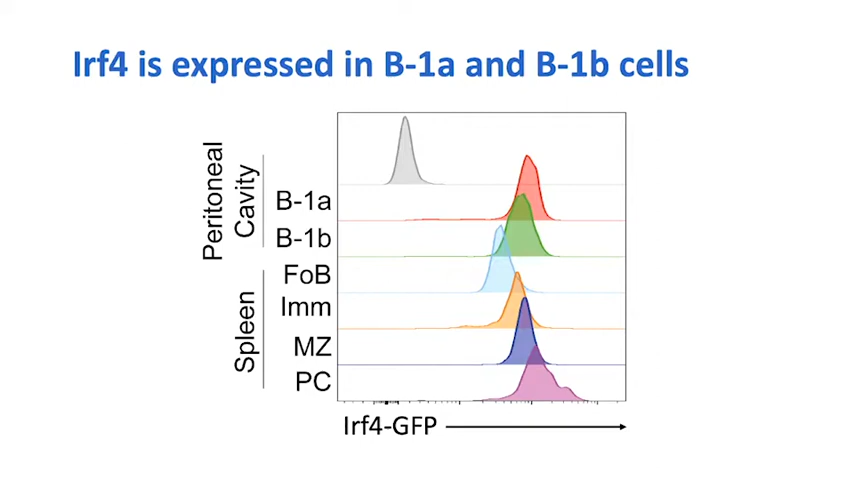 Irf4 is expressed in B-1a and B-1b cells
Peritoneal
Cavity
B-1a
B-1b
Spleen
FoB
Imm
MZ
PC
Irf4-GFP